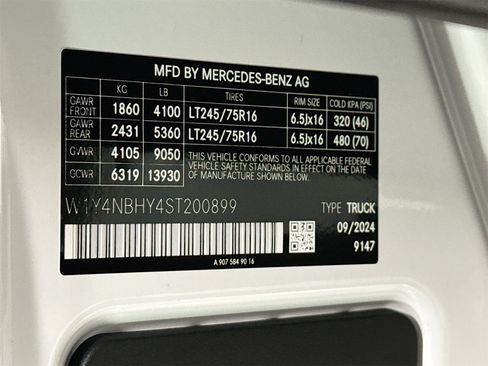 MFD BY MERCEDES-BENZ AG
KG LB TIRES RIM SIZE COLD KPA (PSI)
GAWR FRONT 1860 4100 LT245/75R16 6.5Jx16 320 (46)
GAWR REAR 2431 5360 LT245/75R16 6.5Jx16 480 (70)
GVWR 4105 9050 THIS VEHICLE CONFORMS TO ALL APPLICABLE FEDERAL
VEHICLE SAFETY STANDARDS IN EFFECT ON THE DATE
GCWR 6319 13930 OF MANUFACTURE SHOWN BELOW.
W1Y4NBHY4ST200899 TYPE TRUCK
09/2024
9147
A 907 584 90 16